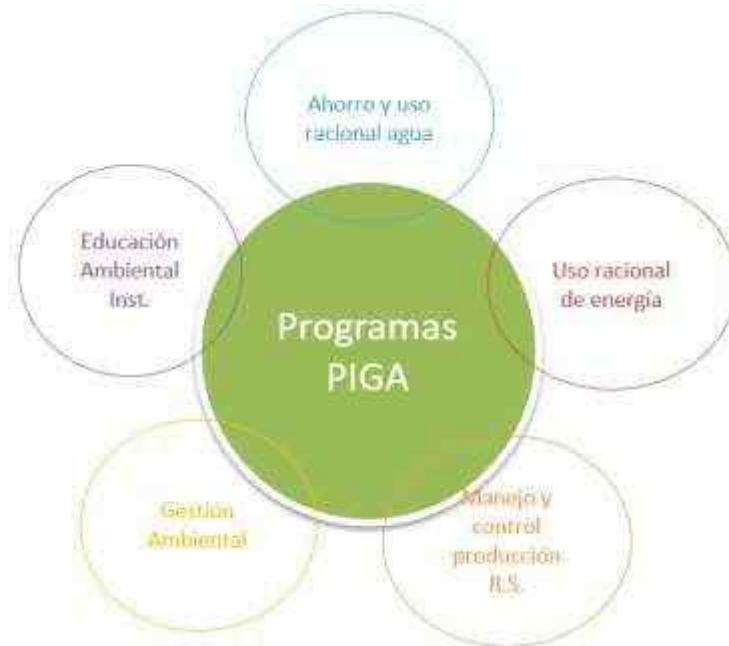 Ahorro y uso
racional agua
Educación
Ambiental
Inst.
Uso racional
de energía
Programas
PIGA
Gestión
Ambiental
Manejo y
control
producción
R.S.